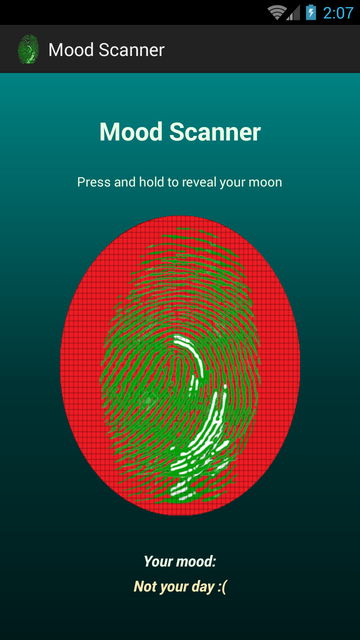 2:07
Mood Scanner
Mood Scanner
Press and hold to reveal your moon
Your mood:
Not your day :(